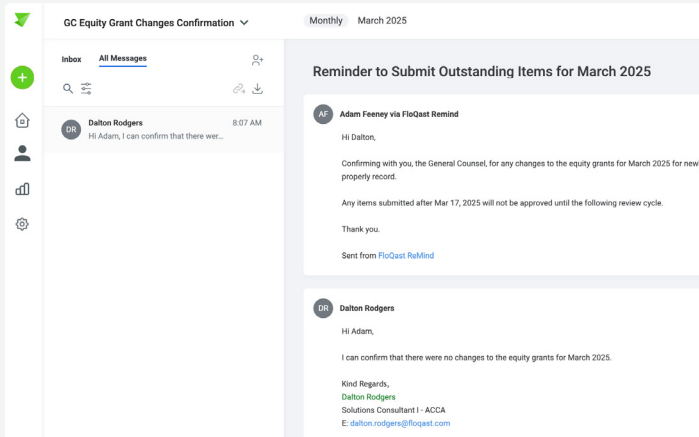 GC Equity Grant Changes Confirmation
Monthly March 2025
Inbox All Messages
DR
Dalton Rodgers 8:07 AM
Hi Adam, I can confirm that there wer...
Reminder to Submit Outstanding Items for March 2025
AF Adam Feeney via FloQast Remind
Hi Dalton,
Confirming with you, the General Counsel, for any changes to the equity grants for March 2025 for new
properly record.
Any items submitted after Mar 17, 2025 will not be approved until the following review cycle.
Thank you.
Sent from FloQast ReMind
DR Dalton Rodgers
Hi Adam,
I can confirm that there were no changes to the equity grants for March 2025.
Kind Regards,
Dalton Rodgers
Solutions Consultant I - ACCA
E: dalton.rodgers@floqast.com